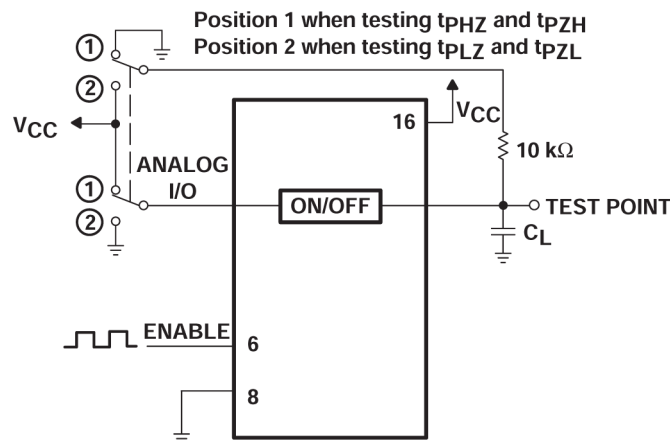 Position 1 when testing tPHZ and tPZH
Position 2 when testing tPLZ and tPZL
1
2
VCC
1
2
ANALOG
I/O
ON/OFF
16
VCC
10 kΩ
TEST POINT
CL
ENABLE
6
8